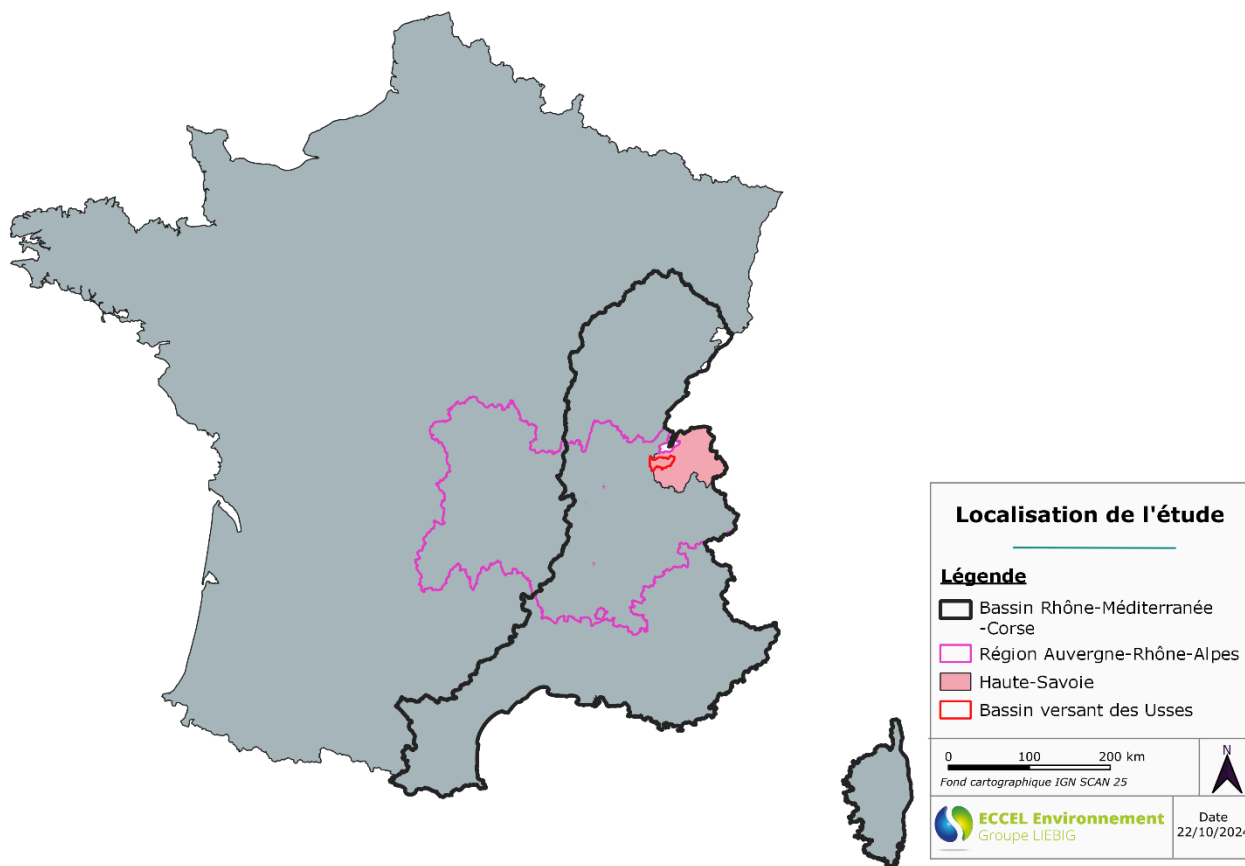 Localisation de l'étude
Légende
Bassin Rhône-Méditerranée
-Corse
Région Auvergne-Rhône-Alpes
Haute-Savoie
Bassin versant des Usses
0 100 200 km
Fond cartographique IGN SCAN 25
N
ECCEL Environnement
Groupe LIEBIG
Date
22/10/2024